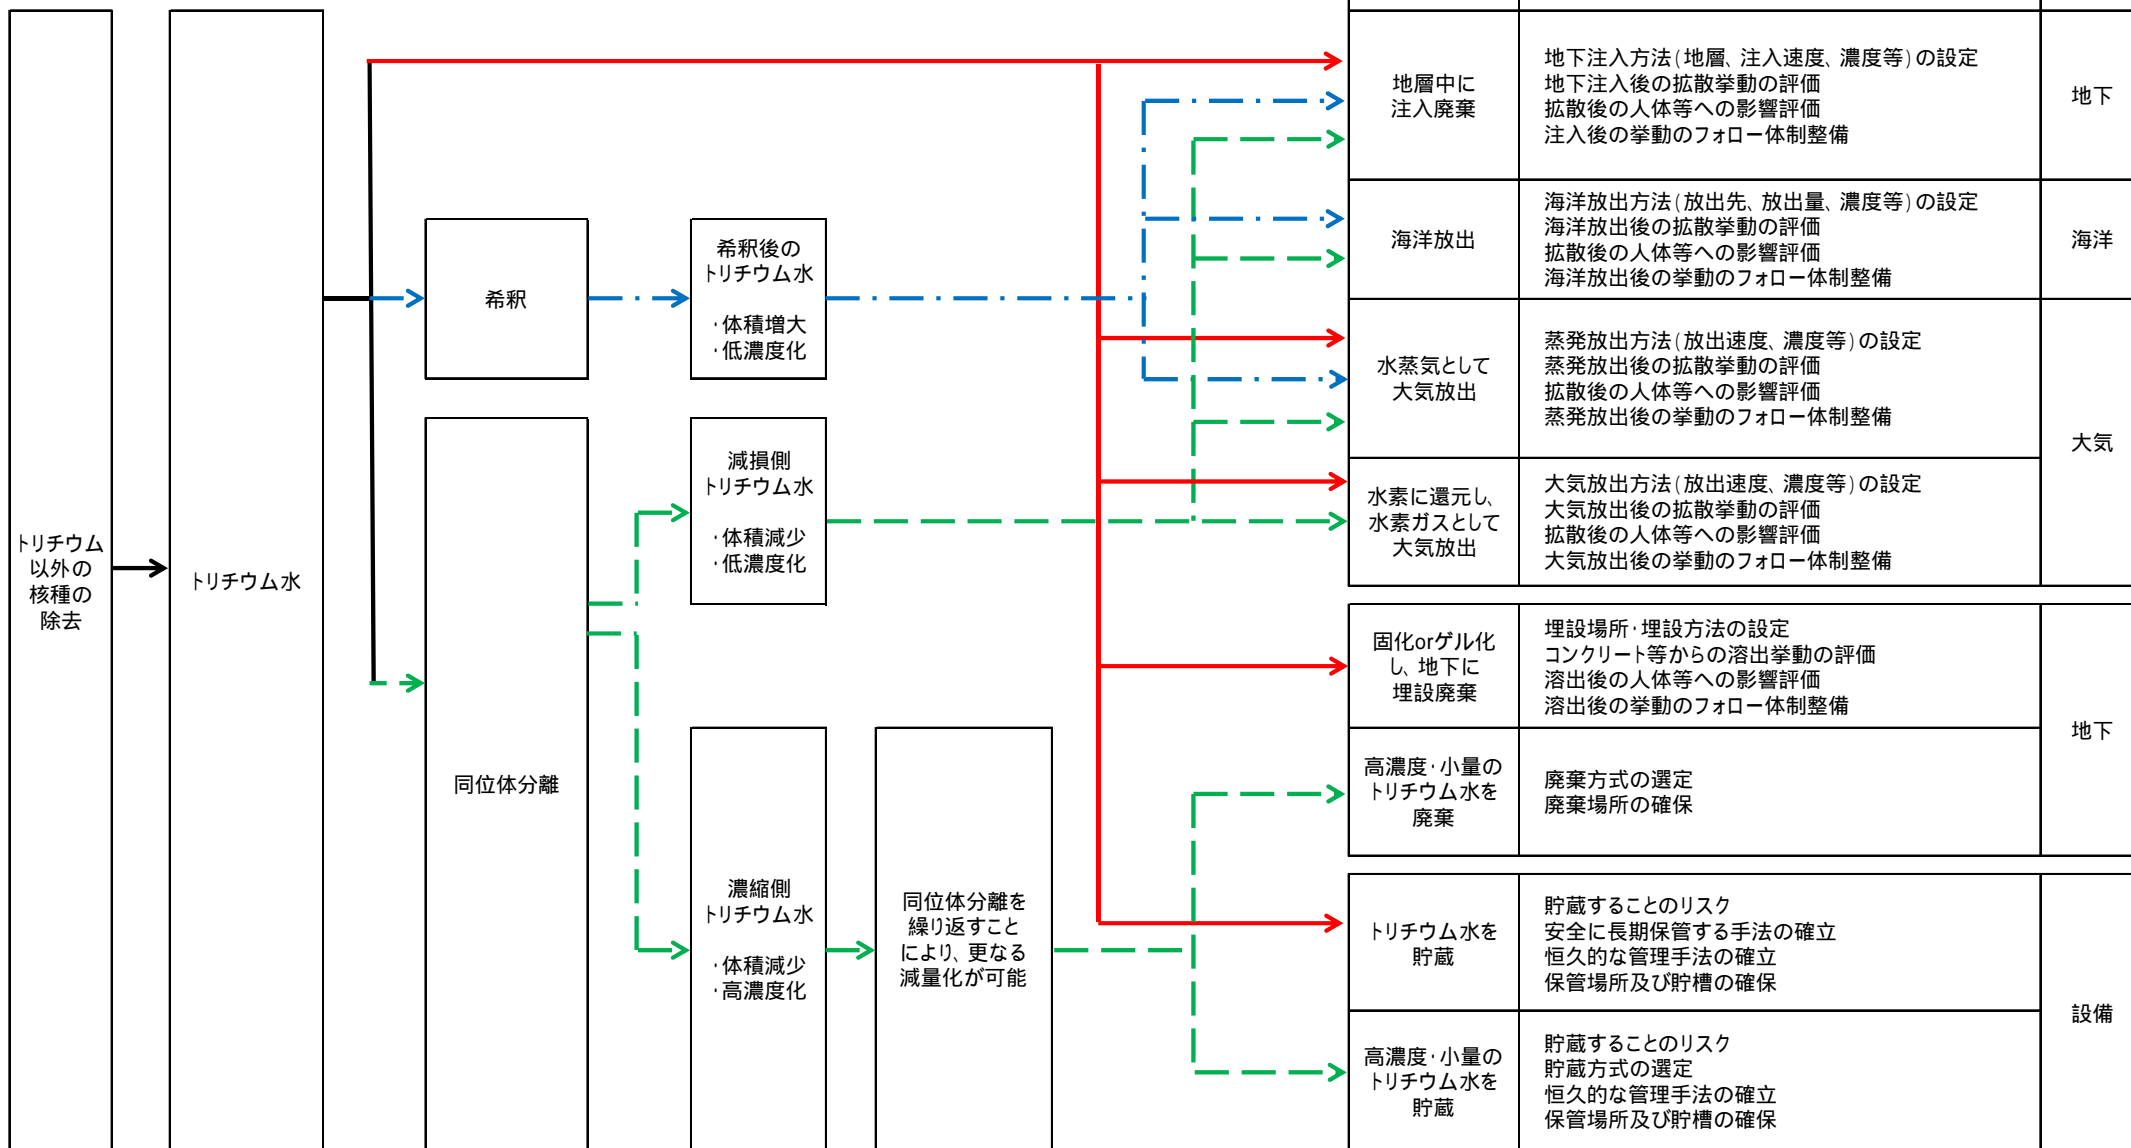 トリチウム
以外の
核種の
除去
トリチウム水
希釈
希釈後の
トリチウム水
・体積増大
・低濃度化
同位体分離
減損側
トリチウム水
・体積減少
・低濃度化
濃縮側
トリチウム水
・体積減少
・高濃度化
同位体分離を
繰り返すこと
により、更なる
減量化が可能
地層中に
注入廃棄
地下注入方法(地層、注入速度、濃度等)の設定
地下注入後の拡散挙動の評価
拡散後の人体等への影響評価
注入後の挙動のフォロー体制整備
地下
海洋放出
海洋放出方法(放出先、放出量、濃度等)の設定
海洋放出後の拡散挙動の評価
拡散後の人体等への影響評価
海洋放出後の挙動のフォロー体制整備
海洋
水蒸気として
大気放出
蒸発放出方法(放出速度、濃度等)の設定
蒸発放出後の拡散挙動の評価
拡散後の人体等への影響評価
蒸発放出後の挙動のフォロー体制整備
大気
水素に還元し、
水素ガスとして
大気放出
大気放出方法(放出速度、濃度等)の設定
大気放出後の拡散挙動の評価
拡散後の人体等への影響評価
大気放出後の挙動のフォロー体制整備
固化orゲル化
し、地下に
埋設廃棄
埋設場所・埋設方法の設定
コンクリート等からの溶出挙動の評価
溶出後の人体等への影響評価
溶出後の挙動のフォロー体制整備
地下
高濃度・小量の
トリチウム水を
廃棄
廃棄方式の選定
廃棄場所の確保
トリチウム水を
貯蔵
貯蔵することのリスク
安全に長期保管する手法の確立
恒久的な管理手法の確立
保管場所及び貯槽の確保
設備
高濃度・小量の
トリチウム水を
貯蔵
貯蔵することのリスク
貯蔵方式の選定
恒久的な管理手法の確立
保管場所及び貯槽の確保